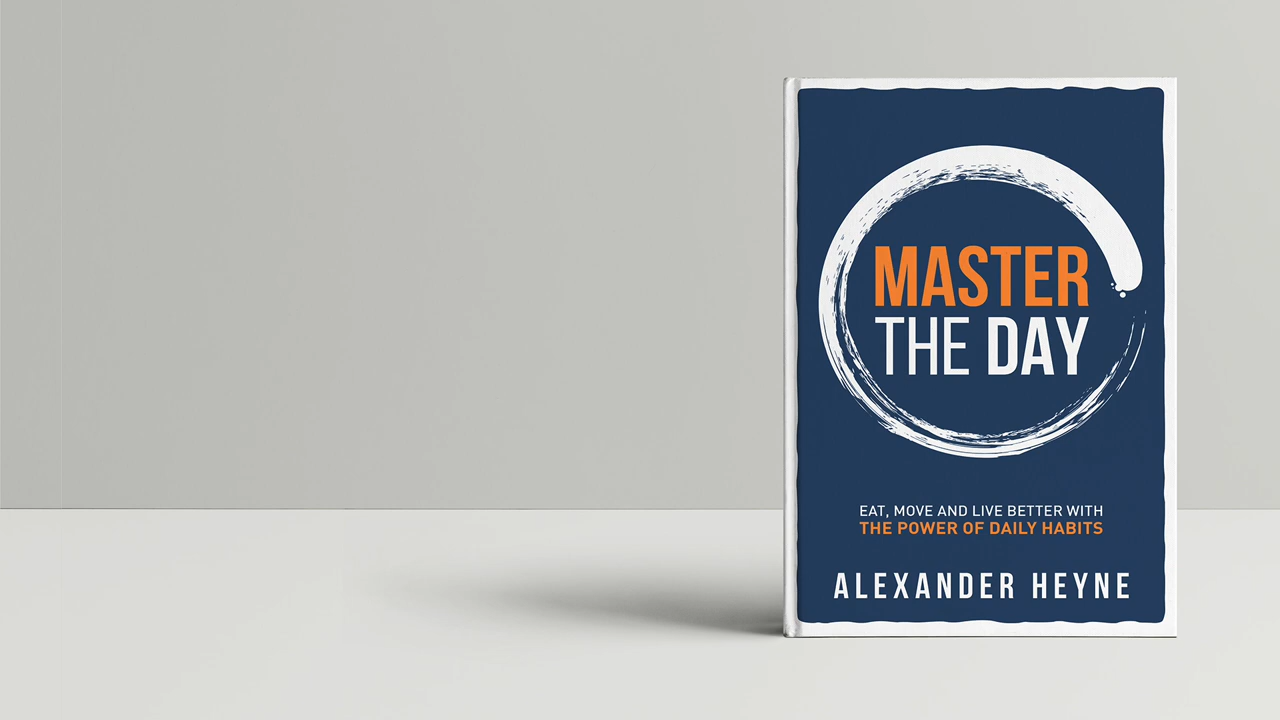 MASTER
THE DAY
EAT, MOVE AND LIVE BETTER WITH
THE POWER OF DAILY HABITS
ALEXANDER HEYNE